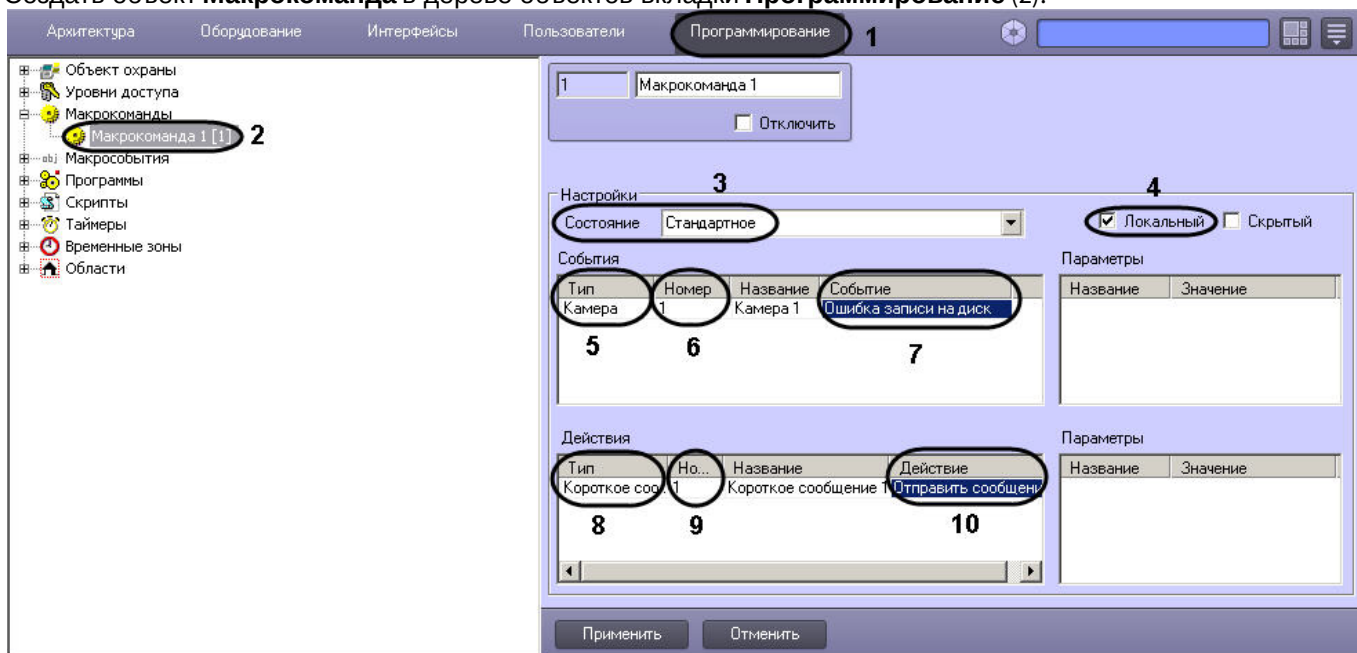 Создать объект Макрокоманда в дереве объектов вкладки Программирование (2).
Архитектура Оборудование Интерфейсы Пользователи Программирование 1
Объект охраны
Уровни доступа
Макрокоманды
Макрокоманда 1 [1] 2
Макрособытия
Программы
Скрипты
Таймеры
Временные зоны
Области
1 Макрокоманда 1
Отключить
Настройки 3 4
Состояние Стандартное Локальный Скрытый
События Параметры
Тип Номер Название Событие Название Значение
Камера 1 Камера 1 Ошибка записи на диск
5 6 7
Действия Параметры
Тип Но... Название Действие Название Значение
Короткое соо... 1 Короткое сообщение 1 Отправить сообщени
8 9 10
Применить Отменить